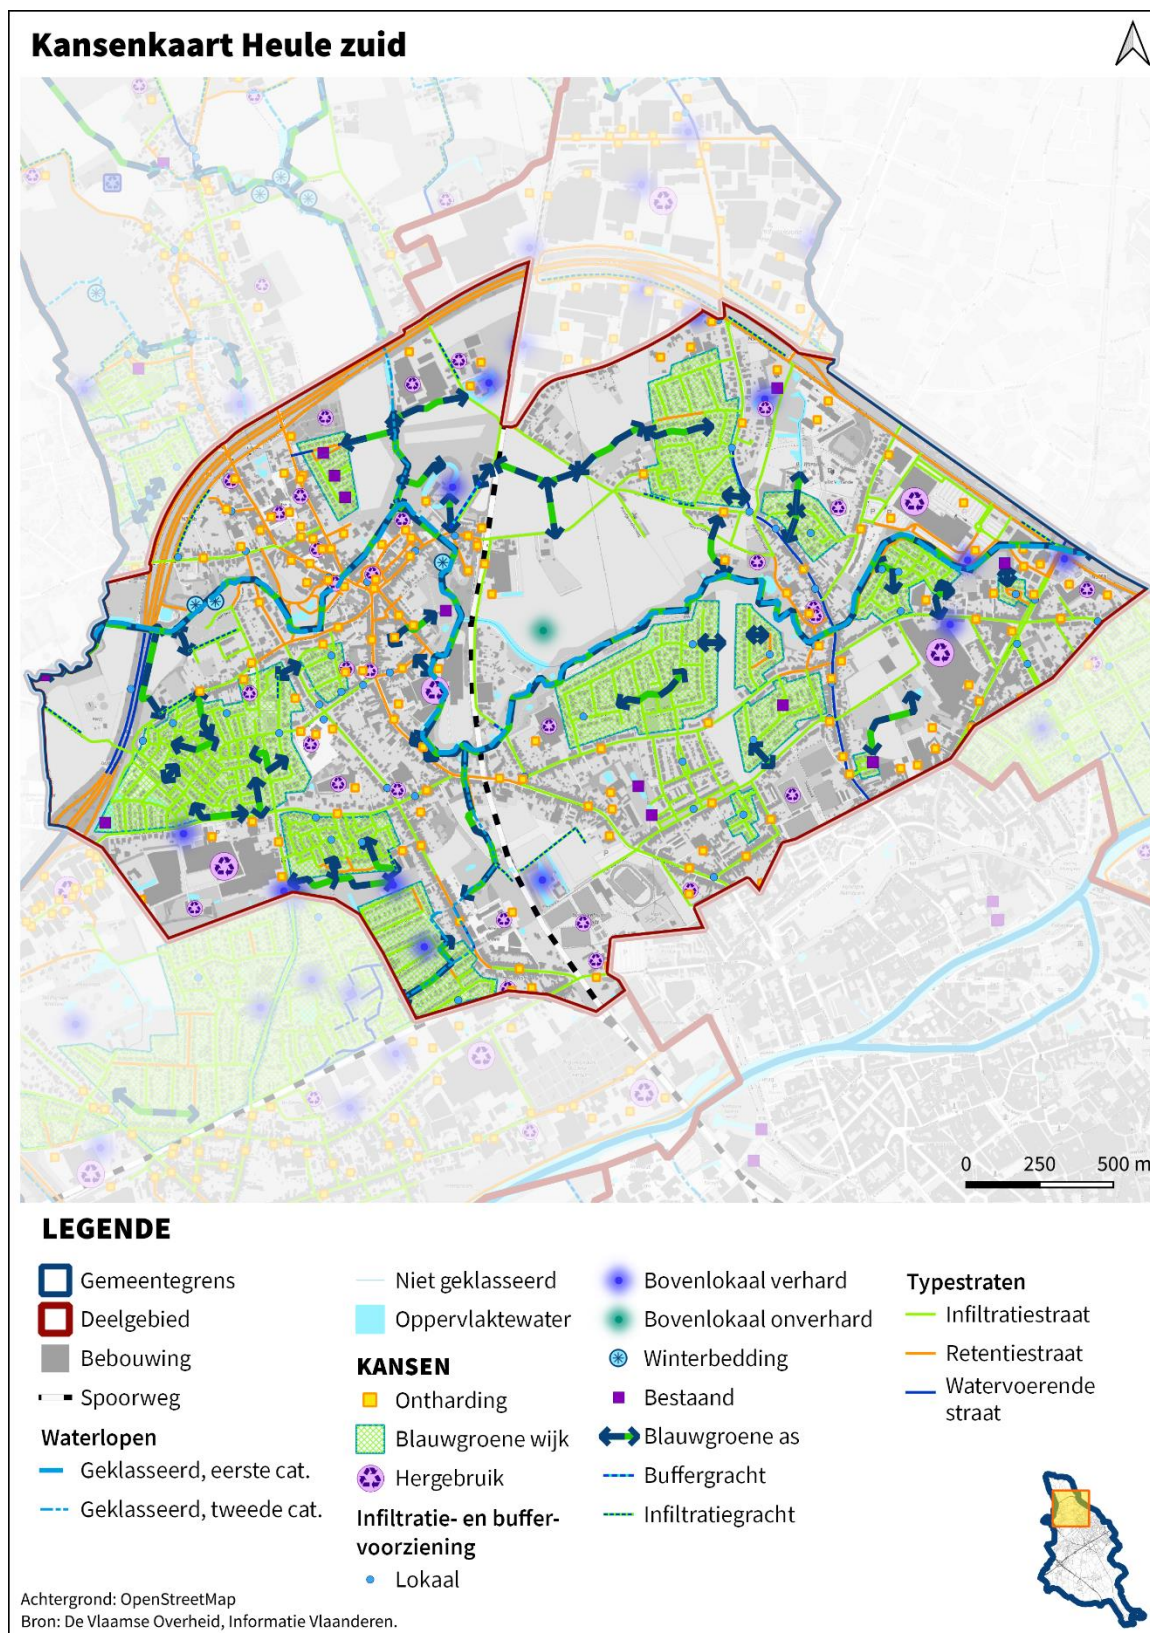 Kansenkaart Heule zuid
P
P
0 250 500 m
LEGENDE
Gemeentegrens
Deelgebied
Bebouwing
Spoorweg
Waterlopen
Geklasseerd, eerste cat.
Geklasseerd, tweede cat.
Niet geklasseerd
Oppervlaktewater
KANSEN
Ontharding
Blauwgroene wijk
Hergebruik
Infiltratie- en buffer-
voorziening
Lokaal
Bovenlokaal verhard
Bovenlokaal onverhard
Winterbedding
Bestaand
Blauwgroene as
Buffergracht
Infiltratiegracht
Typestraten
Infiltratiestraat
Retentiestraat
Watervoerende
straat
Achtergrond: OpenStreetMap
Bron: De Vlaamse Overheid, Informatie Vlaanderen.